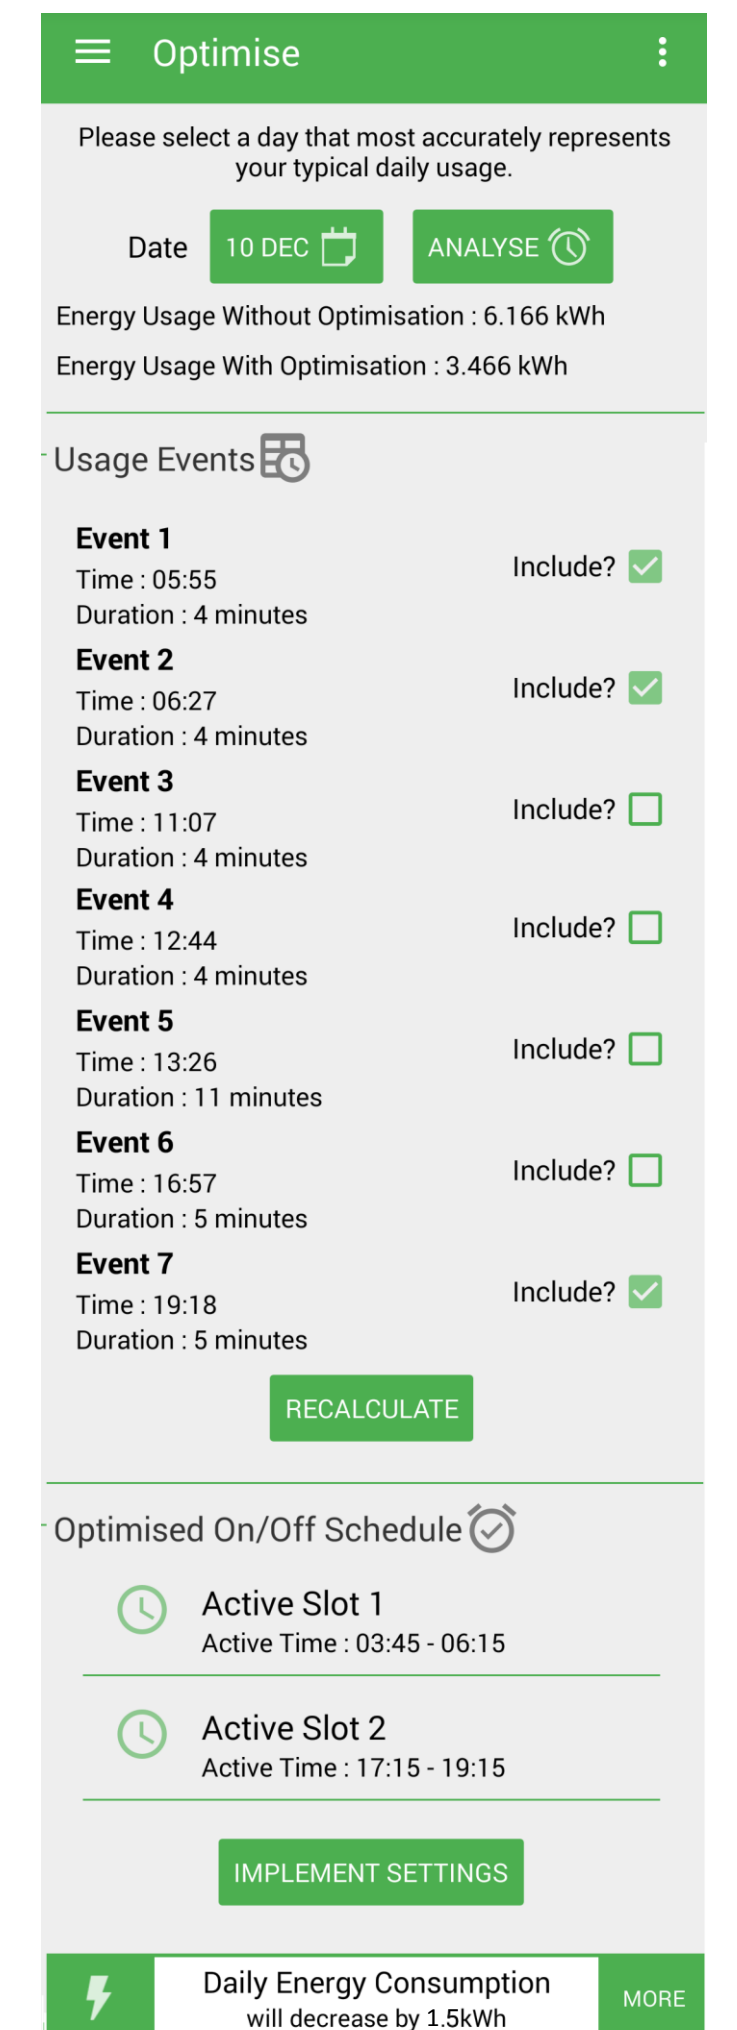 Optimise
Please select a day that most accurately represents
your typical daily usage.
Date 10 DEC ANALYSE
Energy Usage Without Optimisation : 6.166 kWh
Energy Usage With Optimisation : 3.466 kWh
Usage Events
Event 1
Include?
Time : 05:55
Duration : 4 minutes
Event 2
Include?
Time : 06:27
Duration : 4 minutes
Event 3
Include?
Time : 11:07
Duration : 4 minutes
Event 4
Include?
Time : 12:44
Duration : 4 minutes
Event 5
Include?
Time : 13:26
Duration : 11 minutes
Event 6
Include?
Time : 16:57
Duration : 5 minutes
Event 7
Include?
Time : 19:18
Duration : 5 minutes
RECALCULATE
Optimised On/Off Schedule
Active Slot 1
Active Time : 03:45 - 06:15
Active Slot 2
Active Time : 17:15 - 19:15
IMPLEMENT SETTINGS
Daily Energy Consumption
will decrease by 1.5kWh
MORE